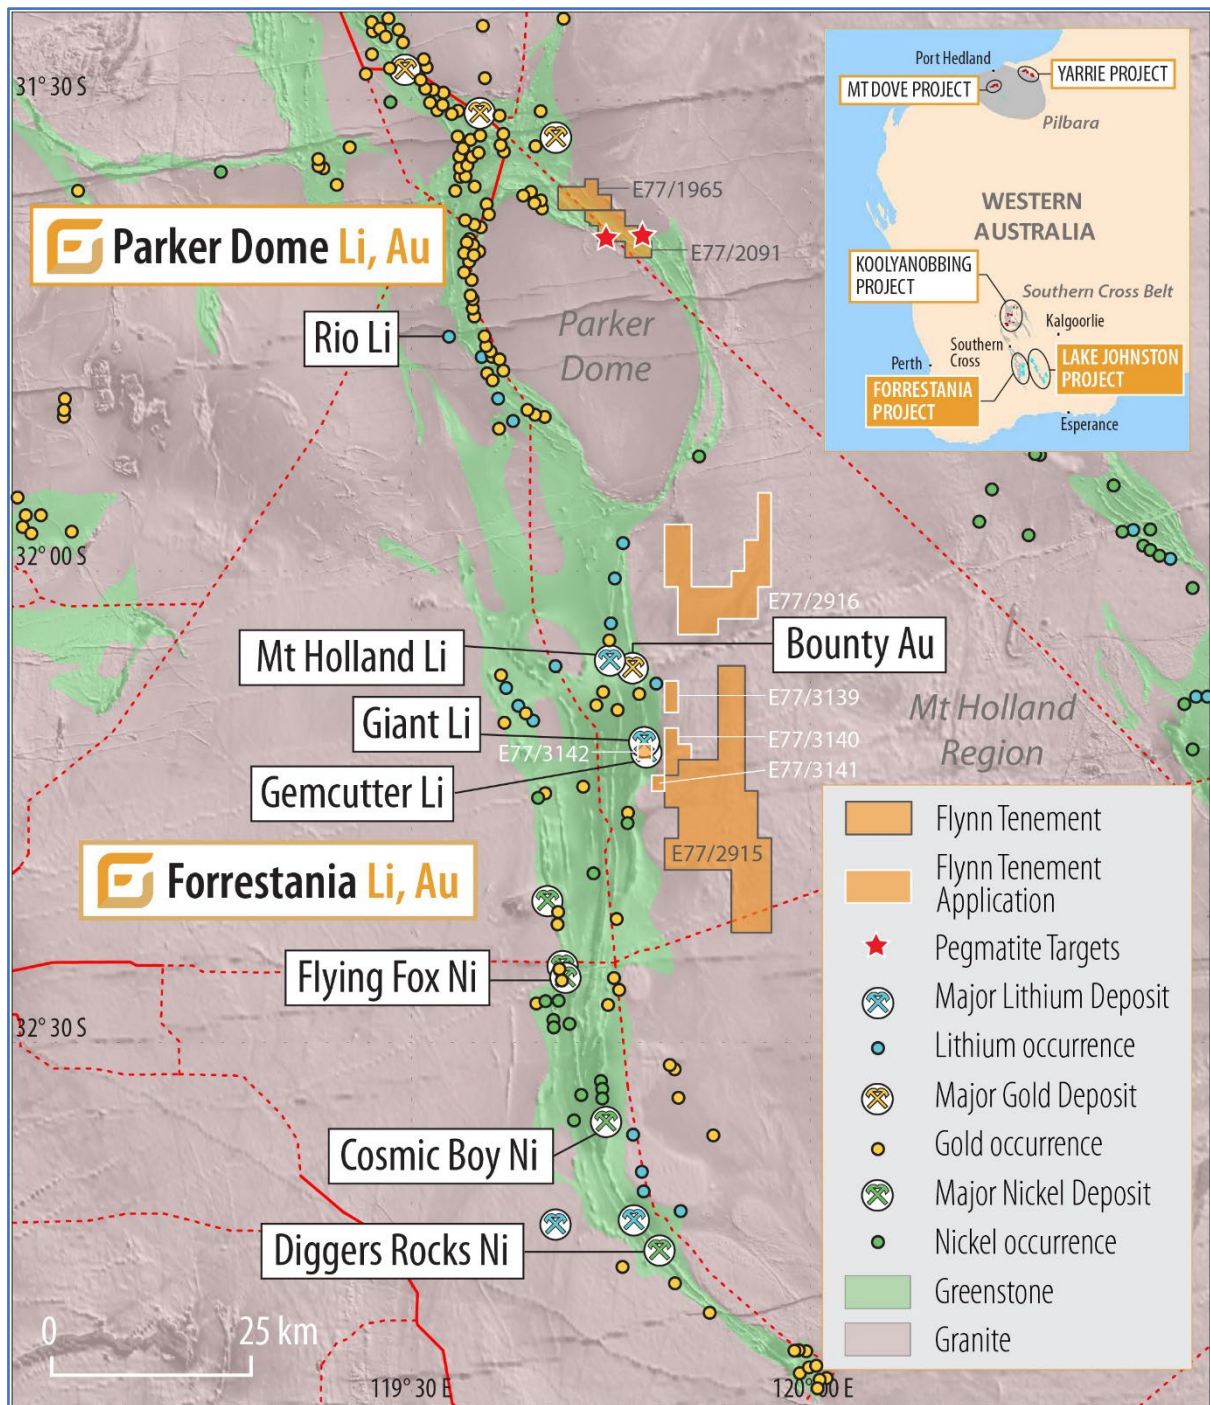 31° 30 S
Port Hedland
YARRIE PROJECT
MT DOVE PROJECT
Pilbara
WESTERN
AUSTRALIA
KOOLYANOBBING
PROJECT
Southern Cross Belt
Kalgoorlie
Southern
Cross
Perth
LAKE JOHNSTON
PROJECT
FORRESTANIA
PROJECT
Esperance
E77/1965
Parker Dome Li, Au
E77/2091
Rio Li
Parker
Dome
32° 00 S
E77/2916
Mt Holland Li
Bounty Au
E77/3139
Mt Holland
Region
Giant Li
E77/3142
E77/3140
E77/3141
Gemcutter Li
E77/2915
Forrestania Li, Au
Flying Fox Ni
32° 30 S
Cosmic Boy Ni
Diggers Rocks Ni
Flynn Tenement
Flynn Tenement
Application
Pegmatite Targets
Major Lithium Deposit
Lithium occurrence
Major Gold Deposit
Gold occurrence
Major Nickel Deposit
Nickel occurrence
Greenstone
Granite
0 25 km
119° 30 E
120° 00 E